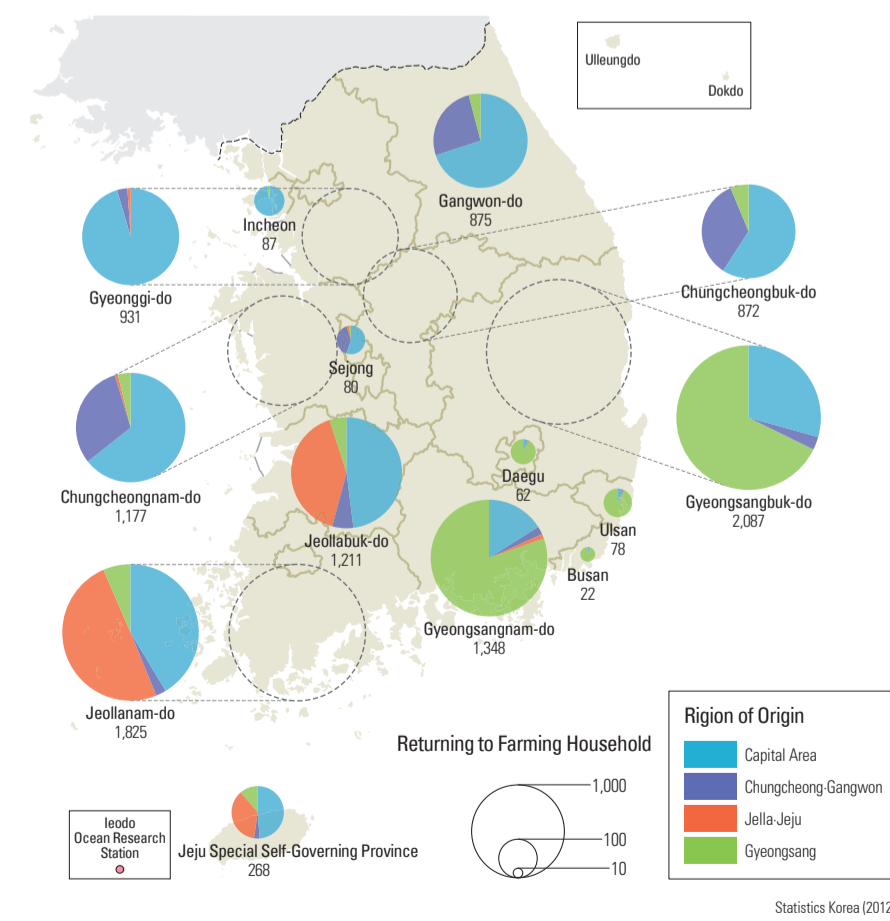 Ulleungdo
Dokdo
Gangwon-do
875
Incheon
87
Gyeonggi-do
931
Chungcheongbuk-do
872
Sejong
80
Chungcheongnam-do
1,177
Daegu
62
Gyeongsangbuk-do
2,087
Jeollabuk-do
1,211
Ulsan
78
Busan
22
Gyeongsangnam-do
1,348
Jeollanam-do
1,825
Returning to Farming Household
1,000
100
10
Rigion of Origin
Capital Area
Chungcheong·Gangwon
Jella·Jeju
Gyeongsang
Ieodo
Ocean Research
Station
Jeju Special Self-Governing Province
268
Statistics Korea (2012